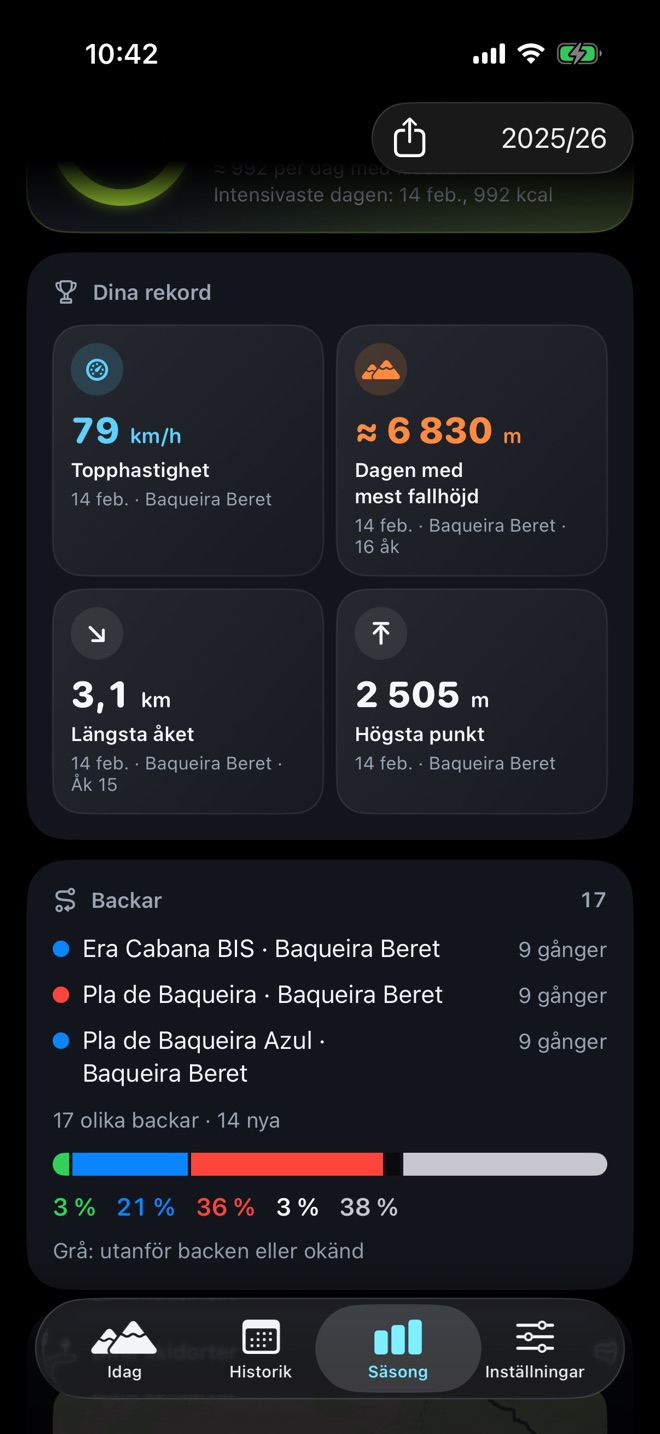 10:42
2025/26
≈ 992 per dag med
Intensivaste dagen: 14 feb., 992 kcal
Dina rekord
79 km/h
Topphastighet
14 feb. · Baqueira Beret
≈ 6 830 m
Dagen med
mest fallhöjd
14 feb. · Baqueira Beret ·
16 åk
3,1 km
Längsta åket
14 feb. · Baqueira Beret ·
Åk 15
2 505 m
Högsta punkt
14 feb. · Baqueira Beret
Backar 17
Era Cabana BIS · Baqueira Beret 9 gånger
Pla de Baqueira · Baqueira Beret 9 gånger
Pla de Baqueira Azul · 9 gånger
Baqueira Beret
17 olika backar · 14 nya
3 % 21 % 36 % 3 % 38 %
Grå: utanför backen eller okänd
Idag Historik Säsong Inställningar